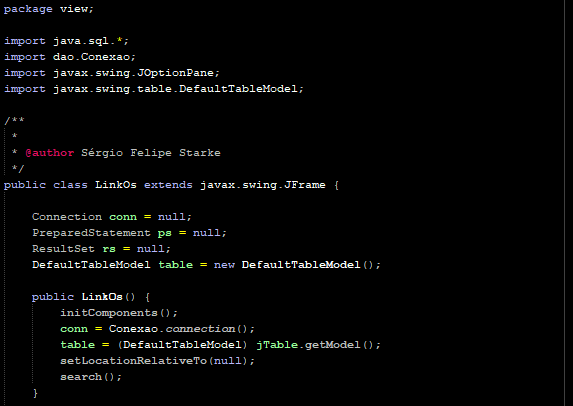 package view;
import java.sql.*;
import dao.Conexao;
import javax.swing.JOptionPane;
import javax.swing.table.DefaultTableModel;
/**
 *
 * @author Sérgio Felipe Starke
 */
public class LinkOs extends javax.swing.JFrame {
    Connection conn = null;
    PreparedStatement ps = null;
    ResultSet rs = null;
    DefaultTableModel table = new DefaultTableModel();
    public LinkOs() {
        initComponents();
        conn = Conexao.connection();
        table = (DefaultTableModel) jTable.getModel();
        setLocationRelativeTo(null);
        search();
    }